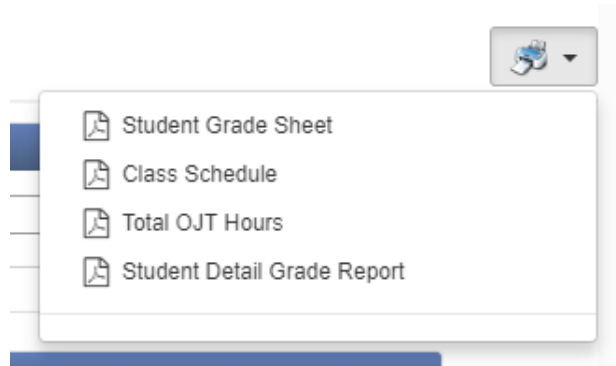 Student Grade Sheet
Class Schedule
Total OJT Hours
Student Detail Grade Report